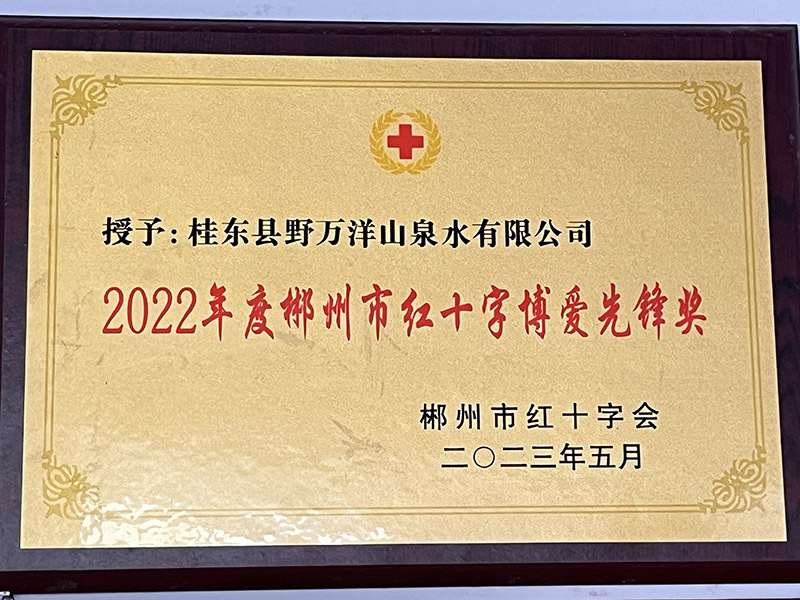 授予：桂东县野万洋山泉水有限公司
2022年度郴州市红十字博爱先锋奖
郴州市红十字会
二〇二三年五月